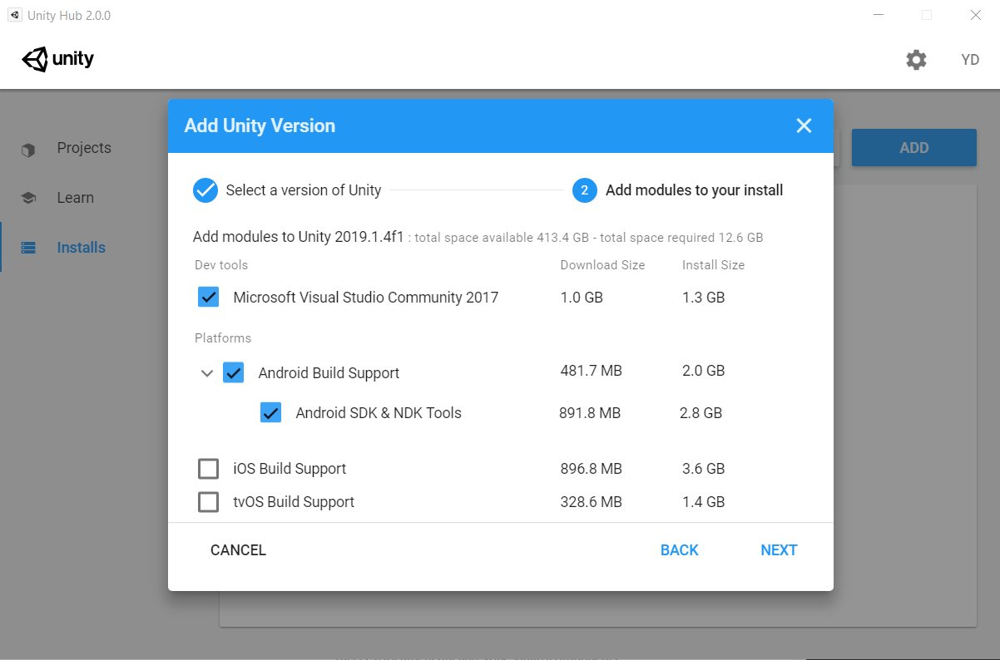 Unity Hub 2.0.0
unity
YD
Add Unity Version
ADD
Projects
Learn
Installs
Select a version of Unity
2 Add modules to your install
Add modules to Unity 2019.1.4f1 : total space available 413.4 GB - total space required 12.6 GB
Dev tools Download Size Install Size
Microsoft Visual Studio Community 2017 1.0 GB 1.3 GB
Platforms
Android Build Support 481.7 MB 2.0 GB
Android SDK & NDK Tools 891.8 MB 2.8 GB
iOS Build Support 896.8 MB 3.6 GB
tvOS Build Support 328.6 MB 1.4 GB
CANCEL BACK NEXT